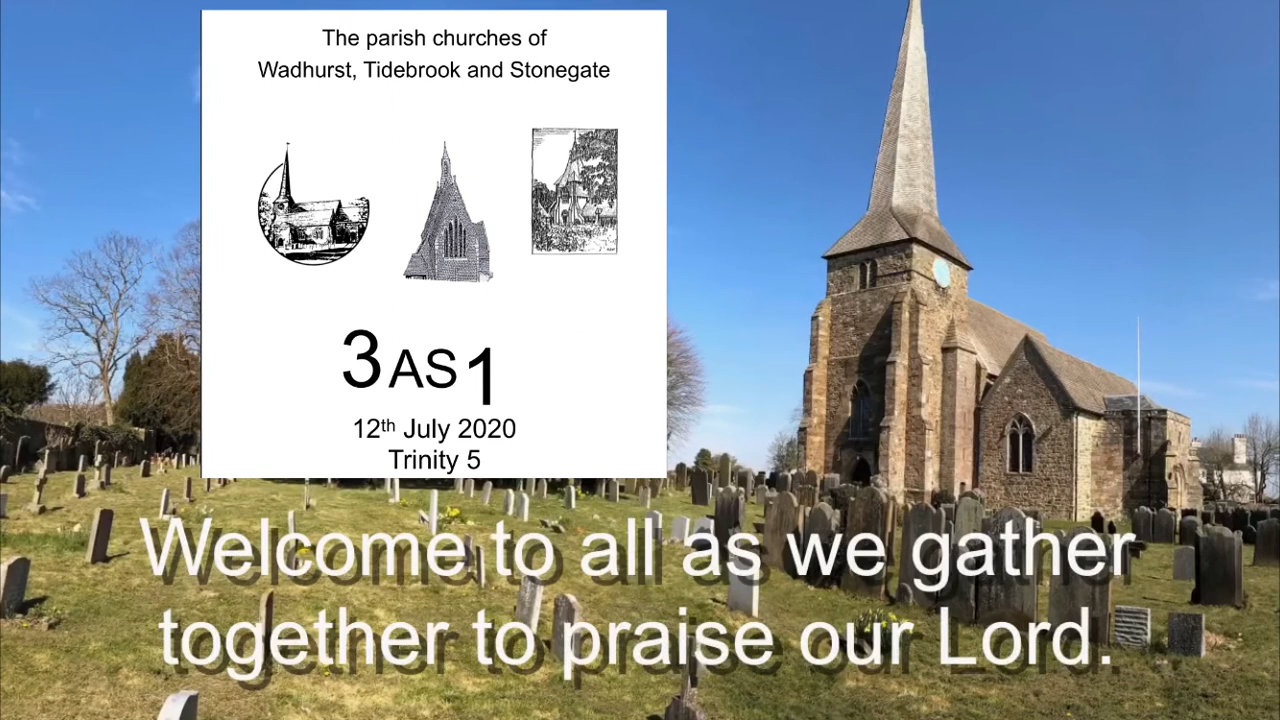 The parish churches of
Wadhurst, Tidebrook and Stonegate
3AS1
12th July 2020
Trinity 5
Welcome to all as we gather
together to praise our Lord.